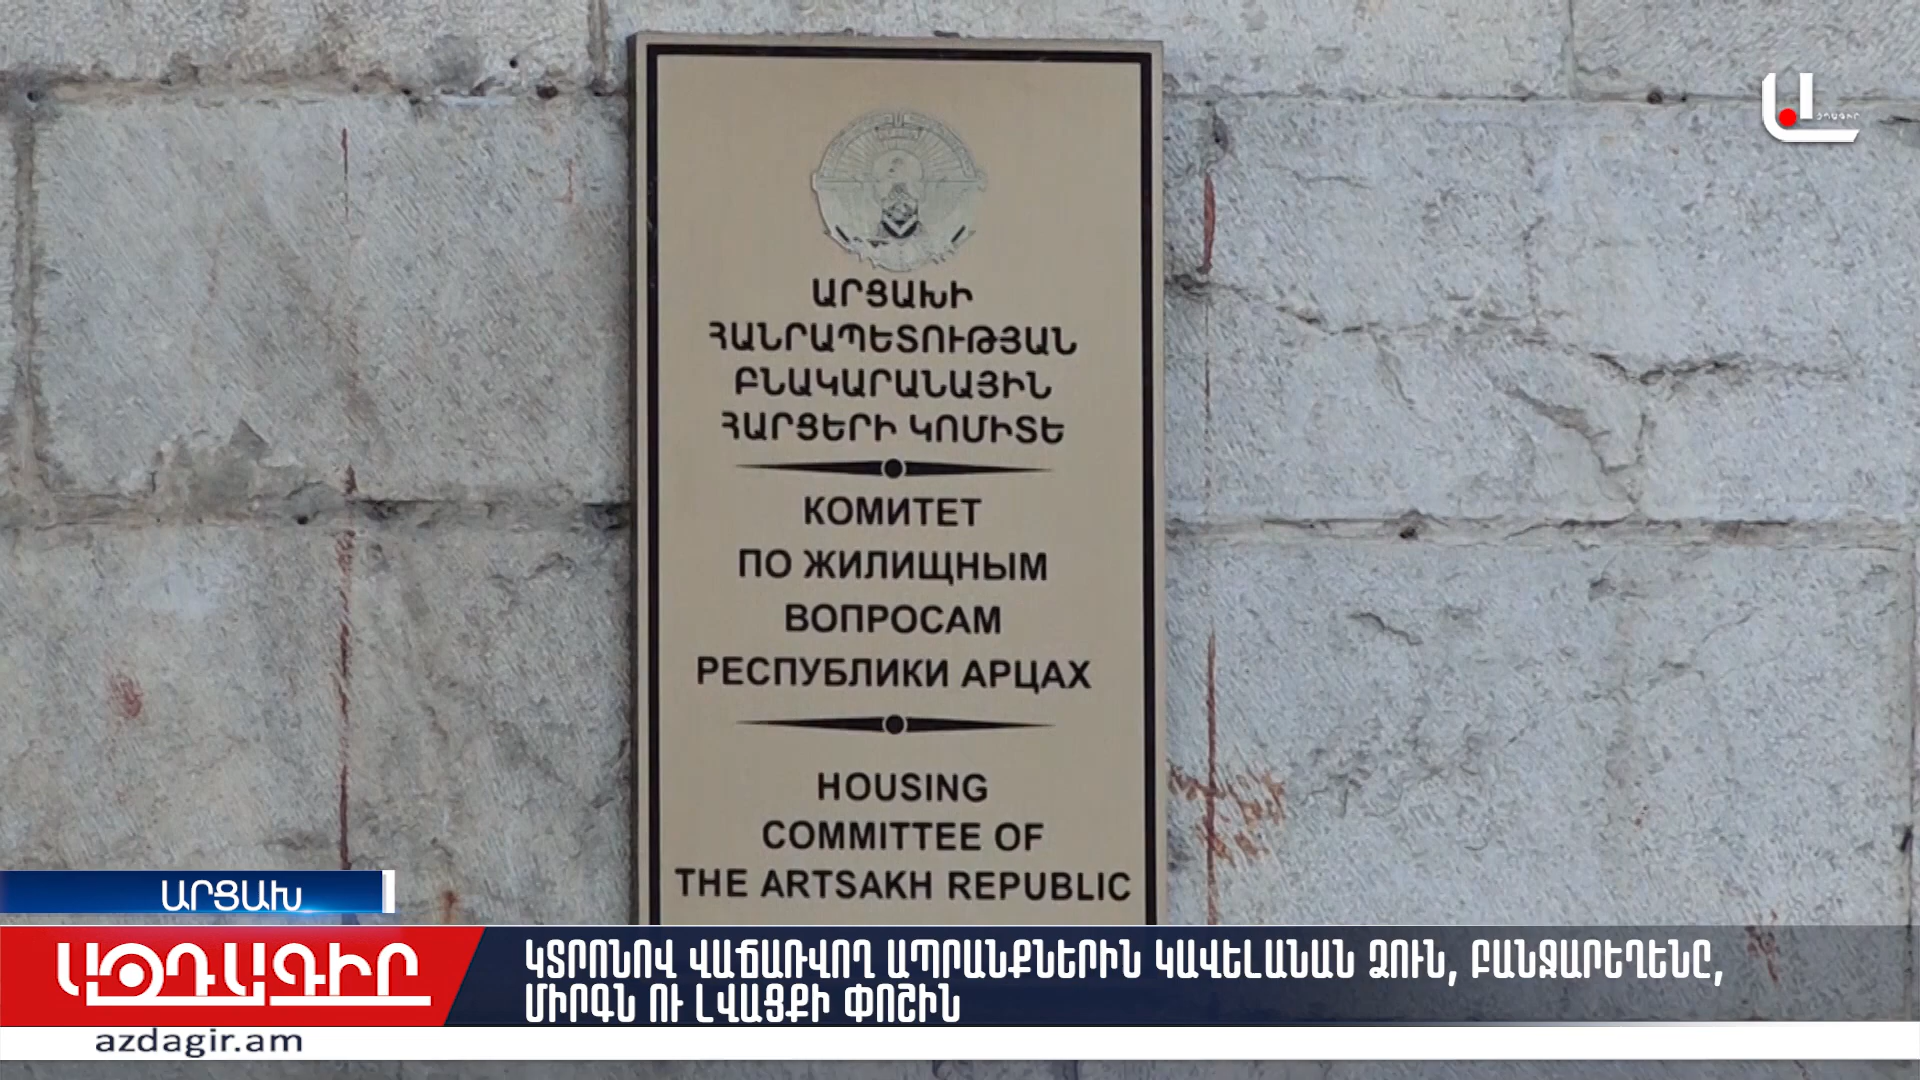 ԱՐՑԱԽԻ
ՀԱՆՐԱՊԵՏՈՒԹՅԱՆ
ԲՆԱԿԱՐԱՆԱՅԻՆ
ՀԱՐՑԵՐԻ ԿՈՄԻՏԵ
КОМИТЕТ
ПО ЖИЛИЩНЫМ
ВОПРОСАМ
РЕСПУБЛИКИ АРЦАХ
HOUSING
COMMITTEE OF
THE ARTSAKH REPUBLIC
ԱՐՑԱԽ
ԱԶԴԱԳԻՐ
ԿՏՐՈՆՈՎ ՎԱՃԱՌՎՈՂ ԱՊՐԱՆՔՆԵՐԻՆ ԿԱՎԵԼԱՆԱՆ ՁՈՒՆ, ԲԱՆՋԱՐԵՂԵՆԸ,
ՄԻՐԳՆ ՈՒ ԼՎԱՑՔԻ ՓՈՇԻՆ
azdagir.am